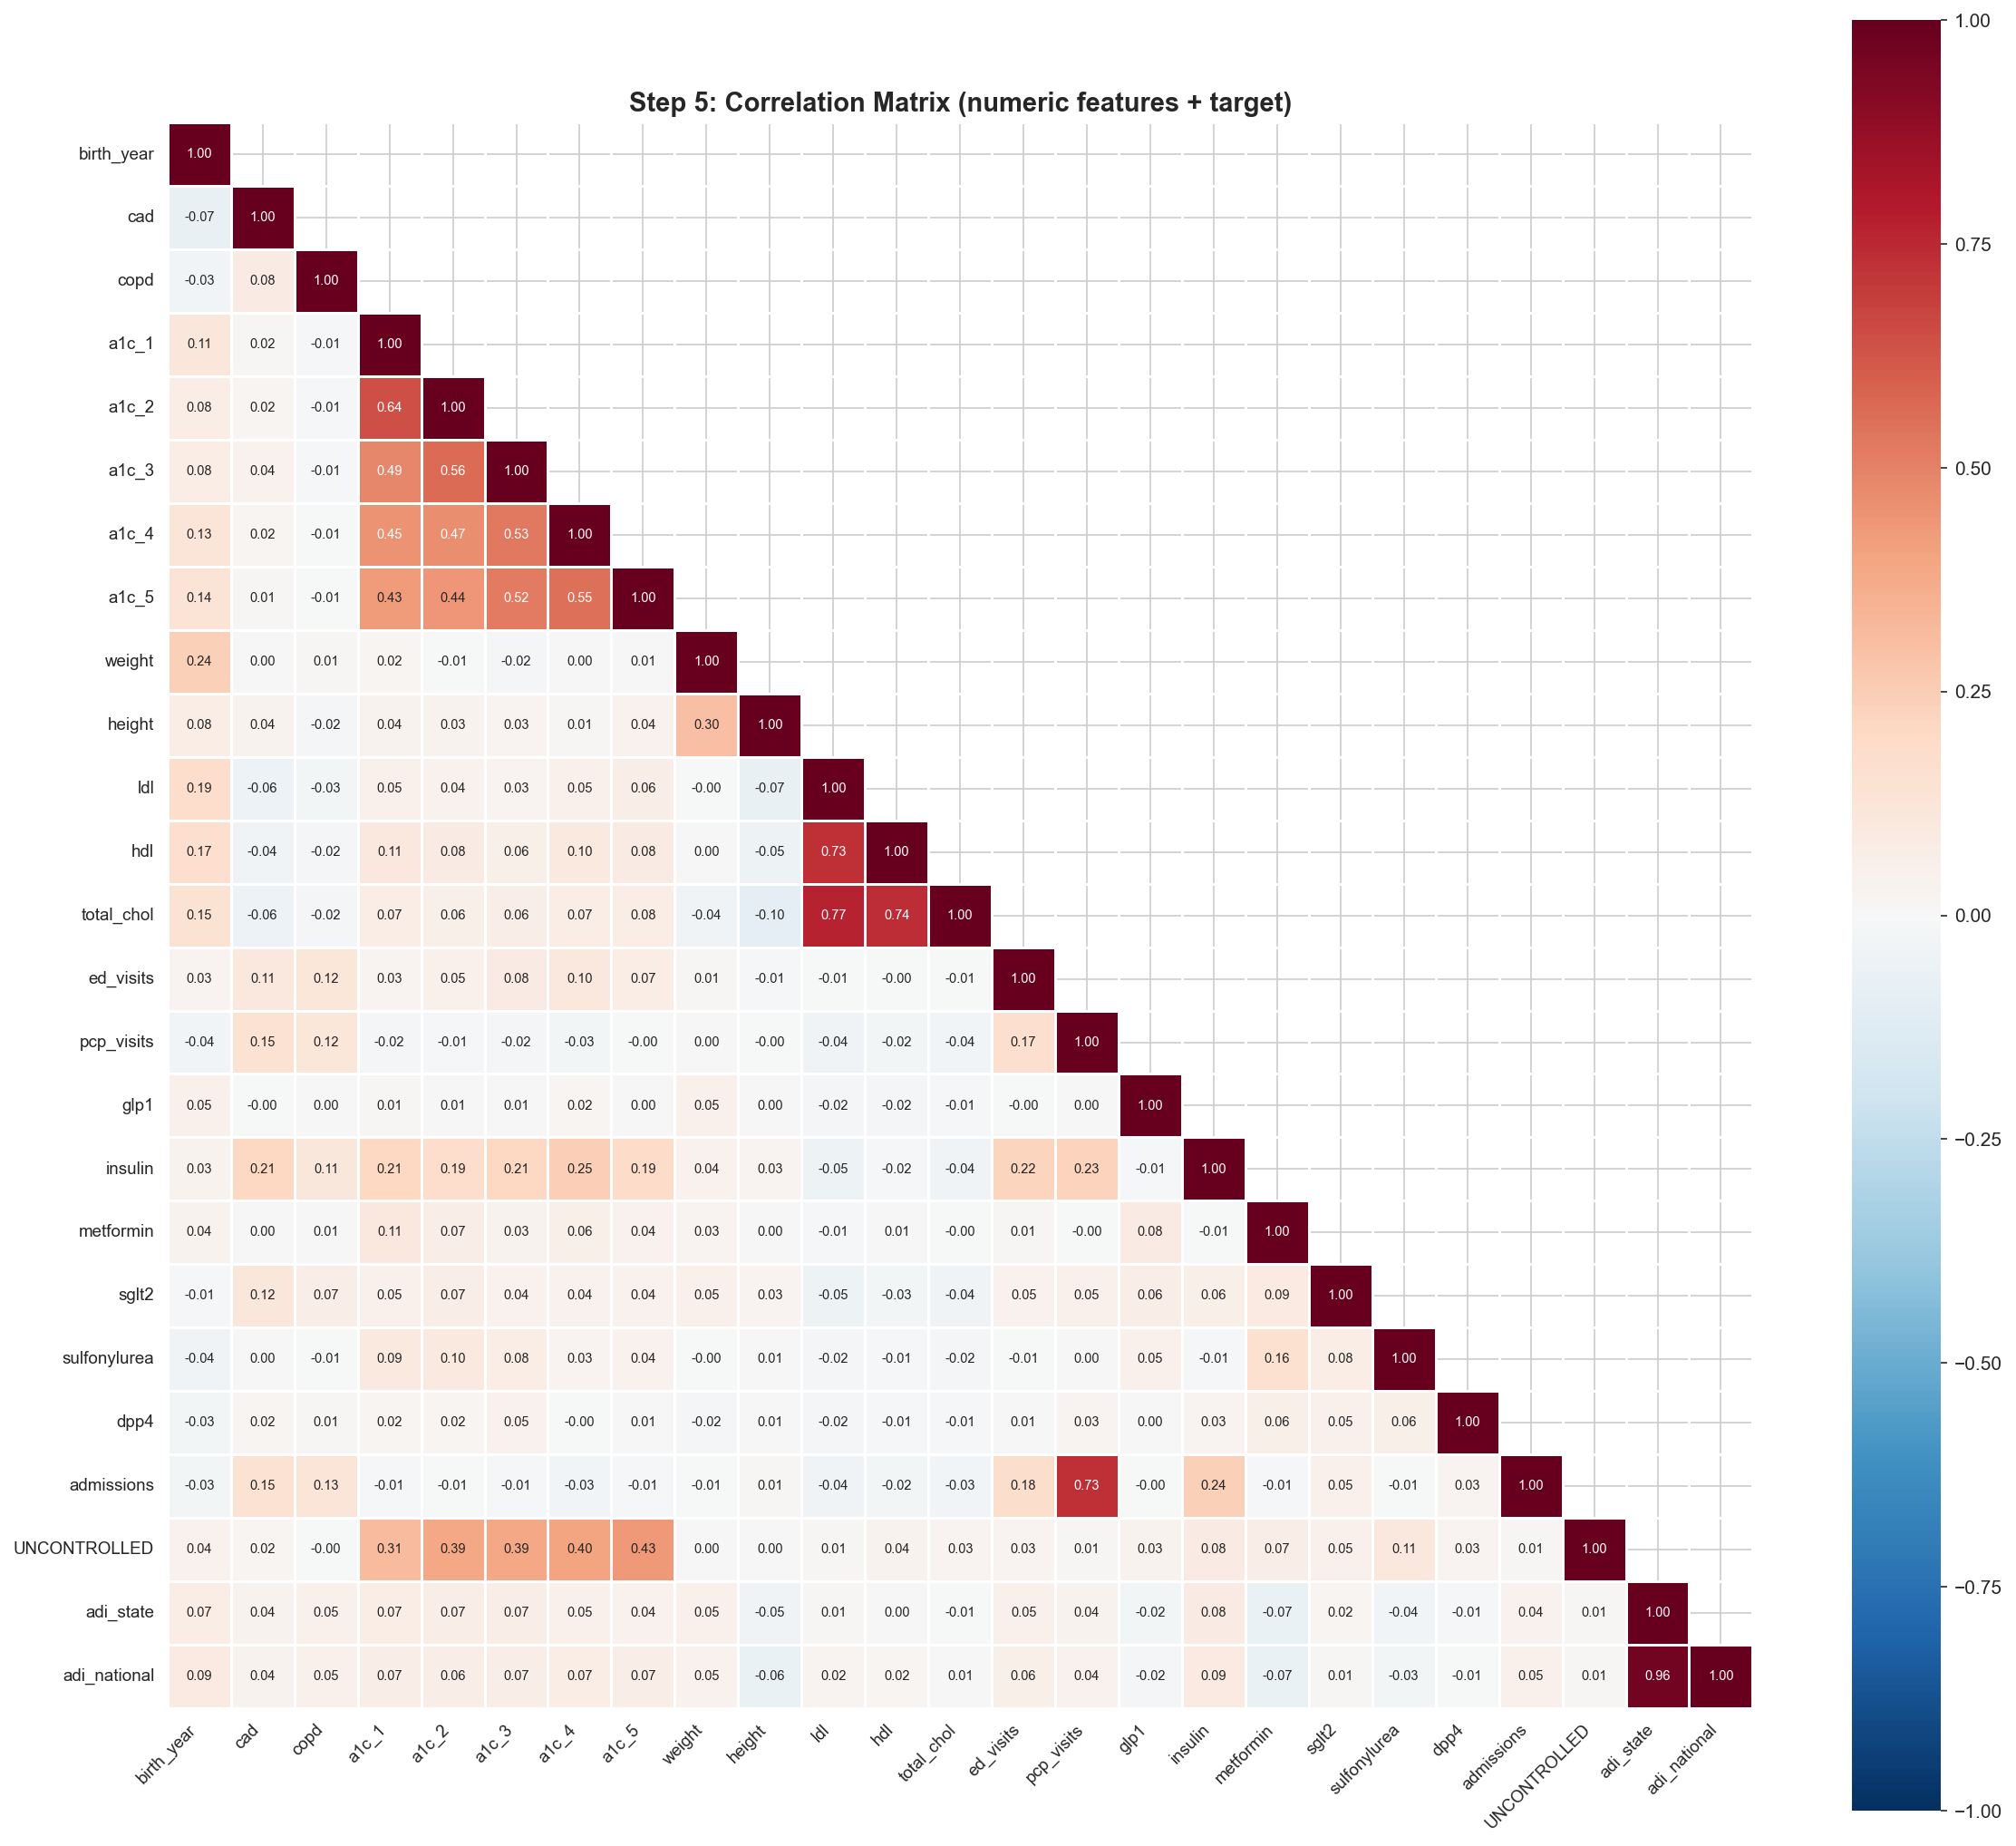 Step 5: Correlation Matrix (numeric features + target)
birth_year 1.00
cad -0.07 1.00
copd -0.03 0.08 1.00
a1c_1 0.11 0.02 -0.01 1.00
a1c_2 0.08 0.02 -0.01 0.64 1.00
a1c_3 0.08 0.04 -0.01 0.49 0.56 1.00
a1c_4 0.13 0.02 -0.01 0.45 0.47 0.53 1.00
a1c_5 0.14 0.01 -0.01 0.43 0.44 0.52 0.55 1.00
weight 0.24 0.00 0.01 0.02 -0.01 -0.02 0.00 0.01 1.00
height 0.08 0.04 -0.02 0.04 0.03 0.03 0.01 0.04 0.30 1.00
ldl 0.19 -0.06 -0.03 0.05 0.04 0.03 0.05 0.06 -0.00 -0.07 1.00
hdl 0.17 -0.04 -0.02 0.11 0.08 0.06 0.10 0.08 0.00 -0.05 0.73 1.00
total_chol 0.15 -0.06 -0.02 0.07 0.06 0.06 0.07 0.08 -0.04 -0.10 0.77 0.74 1.00
ed_visits 0.03 0.11 0.12 0.03 0.05 0.08 0.10 0.07 0.01 -0.01 -0.01 -0.00 -0.01 1.00
pcp_visits -0.04 0.15 0.12 -0.02 -0.01 -0.02 -0.03 -0.00 0.00 -0.00 -0.04 -0.02 -0.04 0.17 1.00
glp1 0.05 -0.00 0.00 0.01 0.01 0.01 0.02 0.00 0.05 0.00 -0.02 -0.02 -0.01 -0.00 0.00 1.00
insulin 0.03 0.21 0.11 0.21 0.19 0.21 0.25 0.19 0.04 0.03 -0.05 -0.02 -0.04 0.22 0.23 -0.01 1.00
metformin 0.04 0.00 0.01 0.11 0.07 0.03 0.06 0.04 0.03 0.00 -0.01 0.01 -0.00 0.01 -0.00 0.08 -0.01 1.00
sglt2 -0.01 0.12 0.07 0.05 0.07 0.04 0.04 0.04 0.05 0.03 -0.05 -0.03 -0.04 0.05 0.05 0.06 0.06 0.09 1.00
sulfonylurea -0.04 0.00 -0.01 0.09 0.10 0.08 0.03 0.04 -0.00 0.01 -0.02 -0.01 -0.02 -0.01 0.00 0.05 -0.01 0.16 0.08 1.00
dpp4 -0.03 0.02 0.01 0.02 0.02 0.05 -0.00 0.01 -0.02 0.01 -0.02 -0.01 -0.01 0.01 0.03 0.00 0.03 0.06 0.05 0.06 1.00
admissions -0.03 0.15 0.13 -0.01 -0.01 -0.01 -0.03 -0.01 -0.01 0.01 -0.04 -0.02 -0.03 0.18 0.73 -0.00 0.24 -0.01 0.05 -0.01 0.03 1.00
UNCONTROLLED 0.04 0.02 -0.00 0.31 0.39 0.39 0.40 0.43 0.00 0.00 0.01 0.04 0.03 0.03 0.01 0.03 0.08 0.07 0.05 0.11 0.03 0.01 1.00
adi_state 0.07 0.04 0.05 0.07 0.07 0.07 0.05 0.04 0.05 -0.05 0.01 0.00 -0.01 0.05 0.04 -0.02 0.08 -0.07 0.02 -0.04 -0.01 0.04 0.01 1.00
adi_national 0.09 0.04 0.05 0.07 0.06 0.07 0.07 0.07 0.05 -0.06 0.02 0.02 0.01 0.06 0.04 -0.02 0.09 -0.07 0.01 -0.03 -0.01 0.05 0.01 0.96 1.00
birth_year cad copd a1c_1 a1c_2 a1c_3 a1c_4 a1c_5 weight height ldl hdl total_chol ed_visits pcp_visits glp1 insulin metformin sglt2 sulfonylurea dpp4 admissions UNCONTROLLED adi_state adi_national
1.00
0.75
0.50
0.25
0.00
−0.25
−0.50
−0.75
−1.00